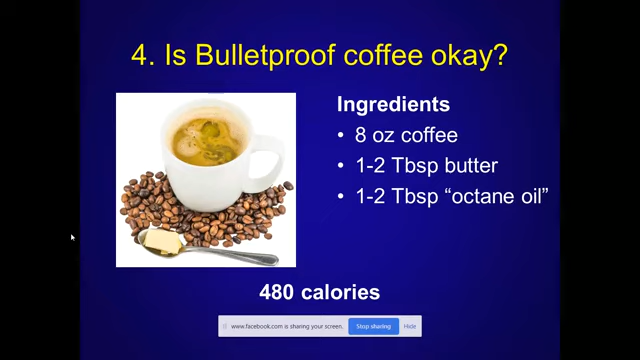 4. Is Bulletproof coffee okay?
Ingredients
• 8 oz coffee
• 1-2 Tbsp butter
• 1-2 Tbsp “octane oil”
480 calories
www.facebook.com is sharing your screen. Stop sharing Hide